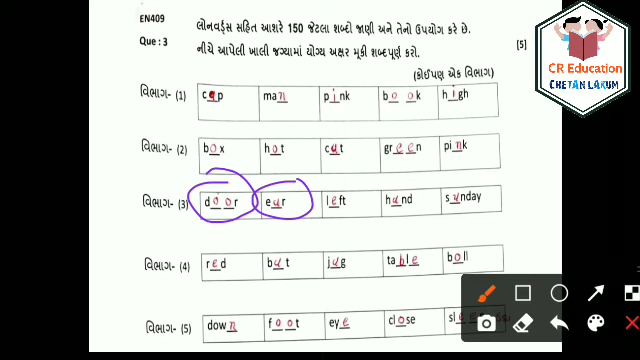 EN409 લોનવર્ડ્સ સહિત આશરે 150 જેટલા શબ્દો જાણી અને તેનો ઉપયોગ કરે છે.
Que : 3 નીચે આપેલી ખાલી જગ્યામાં યોગ્ય અક્ષર મૂકી શબ્દપૂર્ણ કરો. [5]
(કોઈપણ એક વિભાગ)
વિભાગ- (1) cap man pink book high
વિભાગ- (2) box hot cat green pink
વિભાગ- (3) door ear left hand sunday
વિભાગ- (4) red bat jug table boll
વિભાગ- (5) down foot eye close
CR Education
CHETAN LAKUM